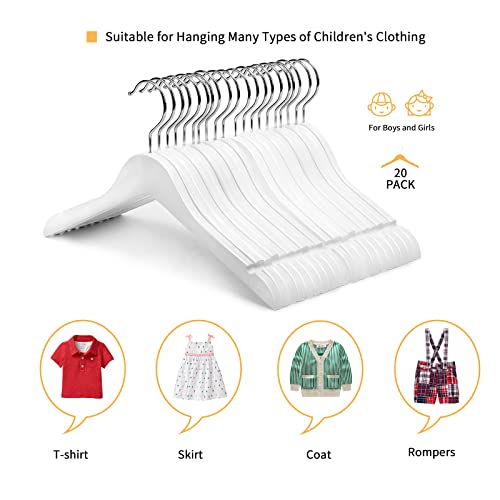 Suitable for Hanging Many Types of Children's Clothing
For Boys and Girls
20
PACK
T-shirt
Skirt
Coat
Rompers